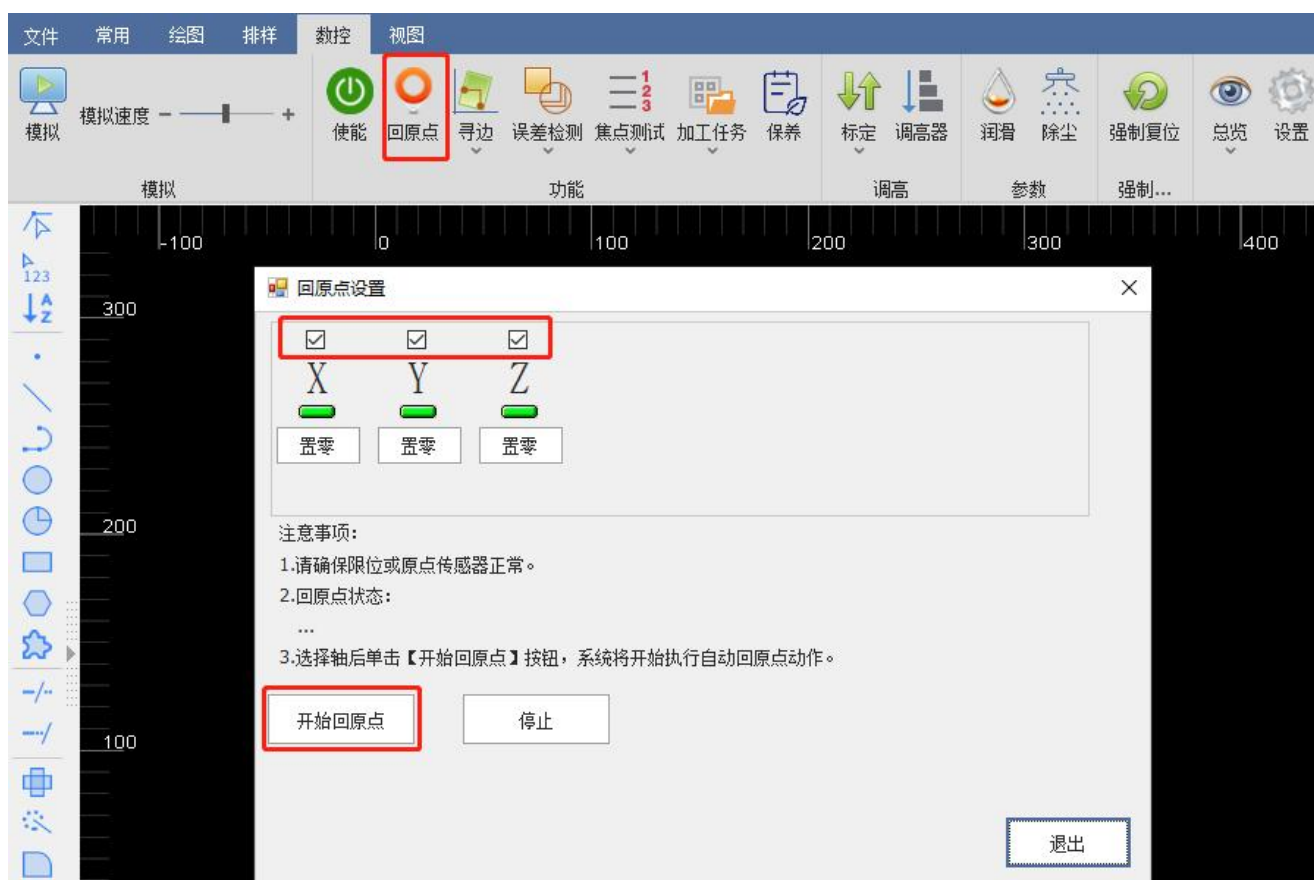 文件 常用 绘图 排样 数控 视图
模拟 模拟速度 使能 回原点 寻边 误差检测 焦点测试 加工任务 保养 标定 调高器 润滑 除尘 强制复位 总览 设置
模拟 功能 调高 参数 强制...
-100 0 100 200 300 400
123
300
200
100
回原点设置
X Y Z
置零 置零 置零
注意事项:
1.请确保限位或原点传感器正常。
2.回原点状态:
...
3.选择轴后单击【开始回原点】按钮，系统将开始执行自动回原点动作。
开始回原点 停止
退出